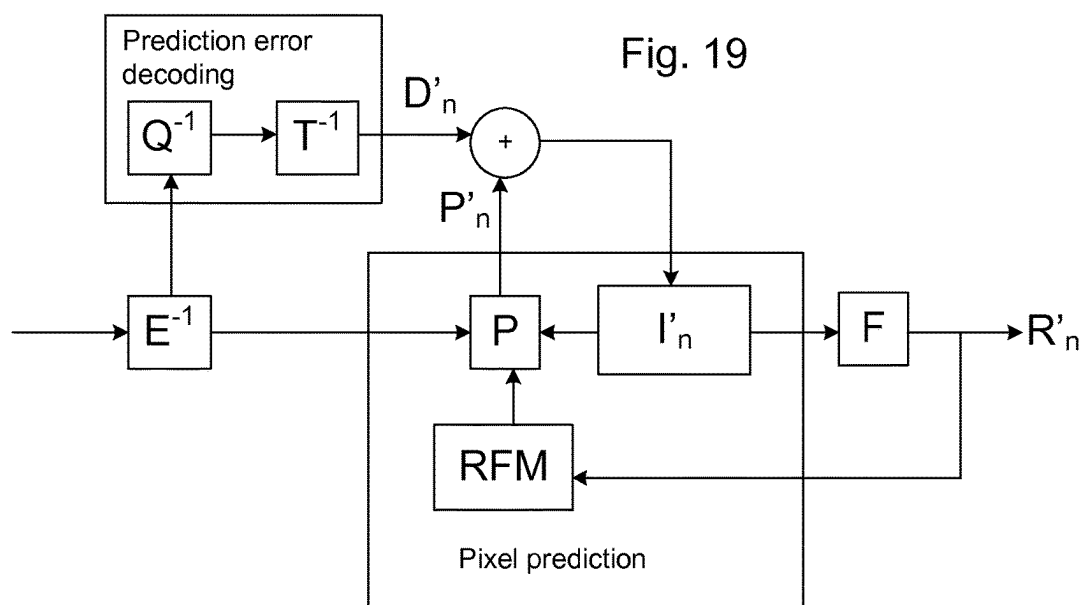 Prediction error
decoding
Fig. 19
D'n
Q-1
T-1
+
P'n
E-1
P
I'n
F
R'n
RFM
Pixel prediction